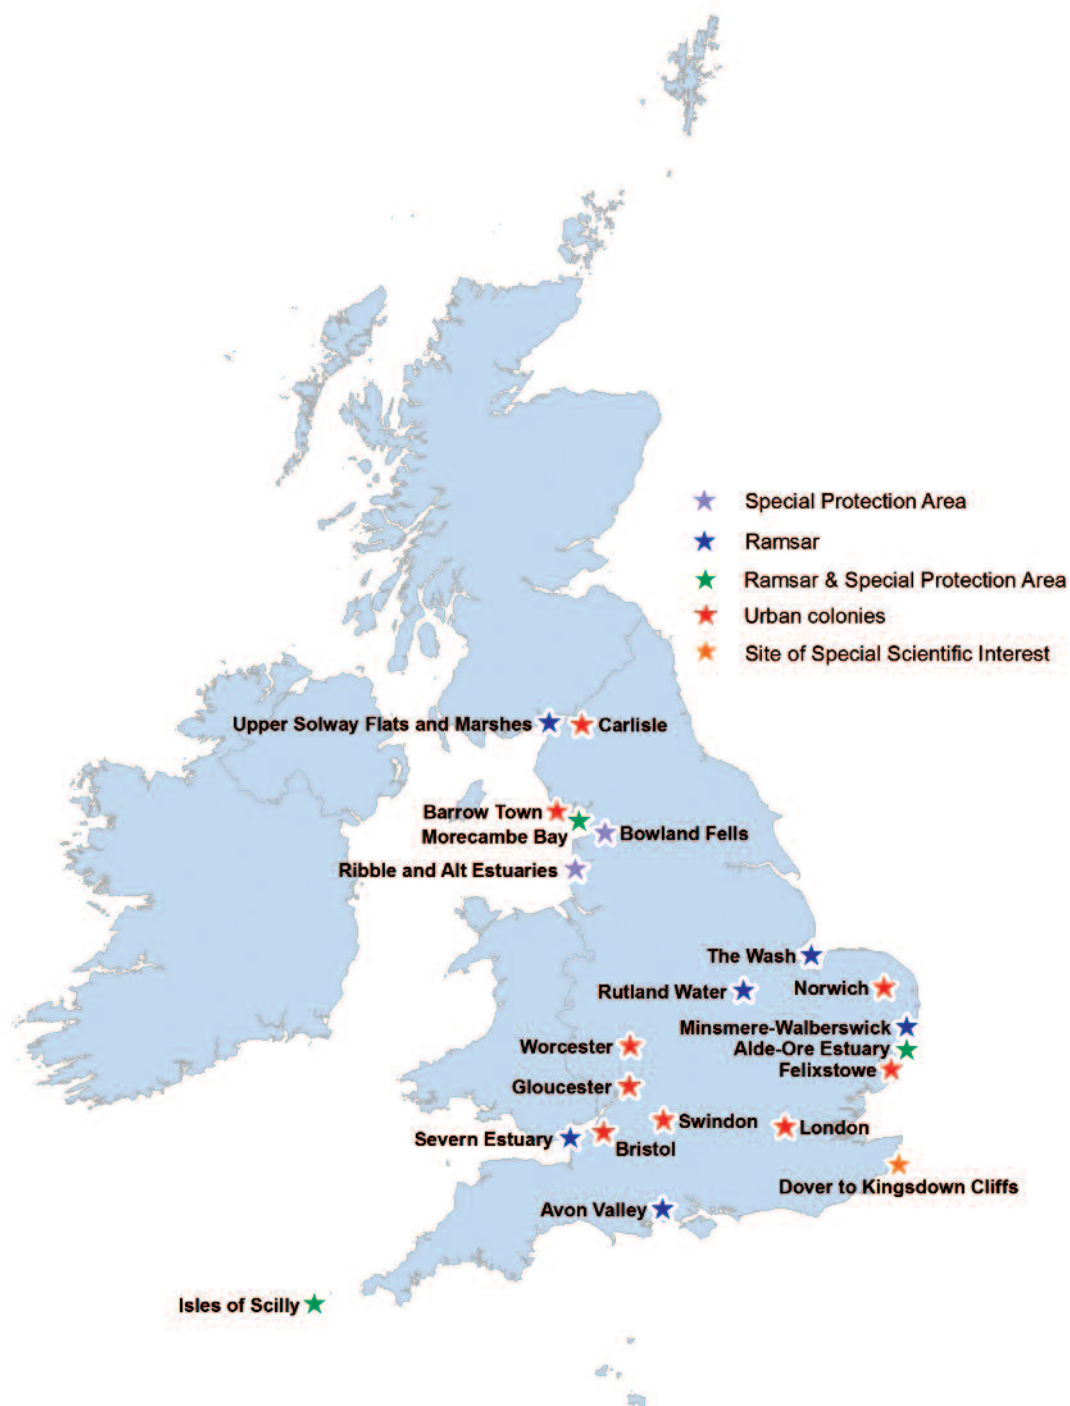 Special Protection Area
Ramsar
Ramsar & Special Protection Area
Urban colonies
Site of Special Scientific Interest
Upper Solway Flats and Marshes
Carlisle
Barrow Town
Morecambe Bay
Bowland Fells
Ribble and Alt Estuaries
The Wash
Rutland Water
Norwich
Minsmere-Walberswick
Alde-Ore Estuary
Felixstowe
Worcester
Gloucester
Swindon
London
Severn Estuary
Bristol
Dover to Kingsdown Cliffs
Avon Valley
Isles of Scilly